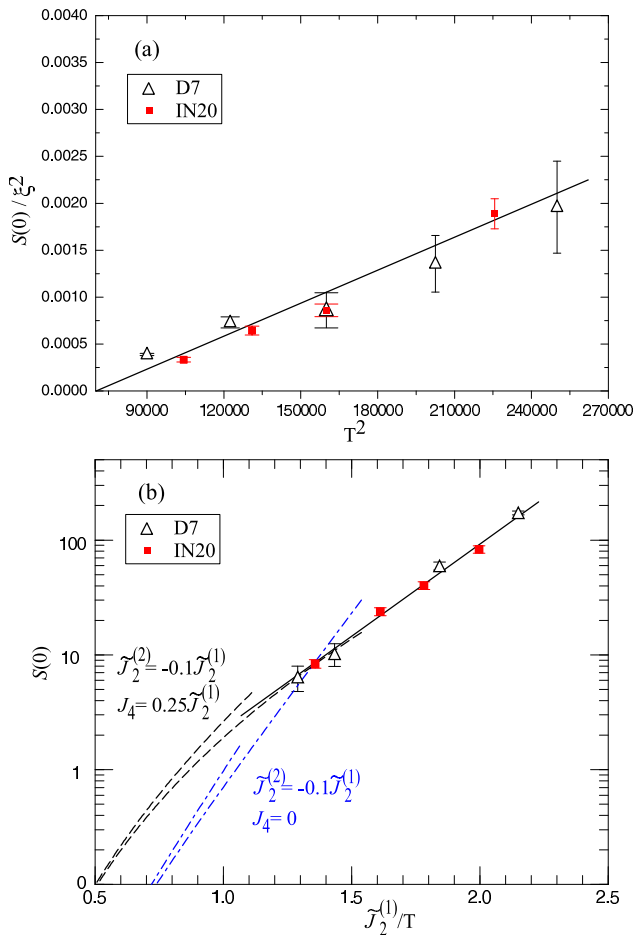 (a)
D7
IN20
S(0) / ξ²
0.0040
0.0035
0.0030
0.0025
0.0020
0.0015
0.0010
0.0005
0.0000
90000 120000 150000 180000 210000 240000 270000
T²
(b)
D7
IN20
S(0)
100
10
1
0
J̃₂⁽²⁾=-0.1J̃₂⁽¹⁾
J₄=0.25J̃₂⁽¹⁾
J̃₂⁽²⁾=-0.1J̃₂⁽¹⁾
J₄=0
0.5 1.0 1.5 2.0 2.5
J̃₂⁽¹⁾/T